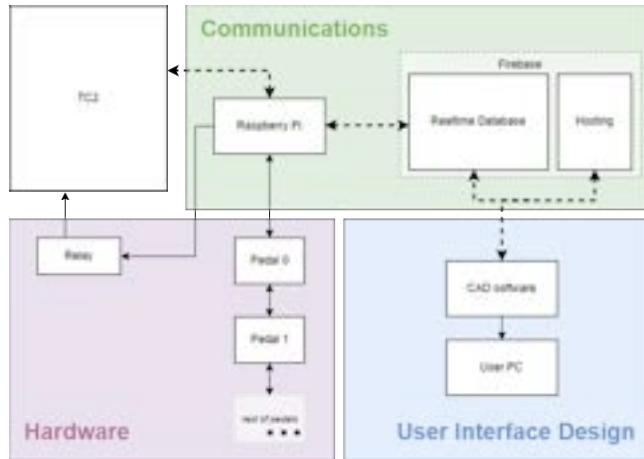 Communications
Firebase
TC2
Raspberry Pi
Realtime Database
Hosting
Relay
Pedal 0
CAD software
Pedal 1
User PC
rest of pedals
Hardware
User Interface Design